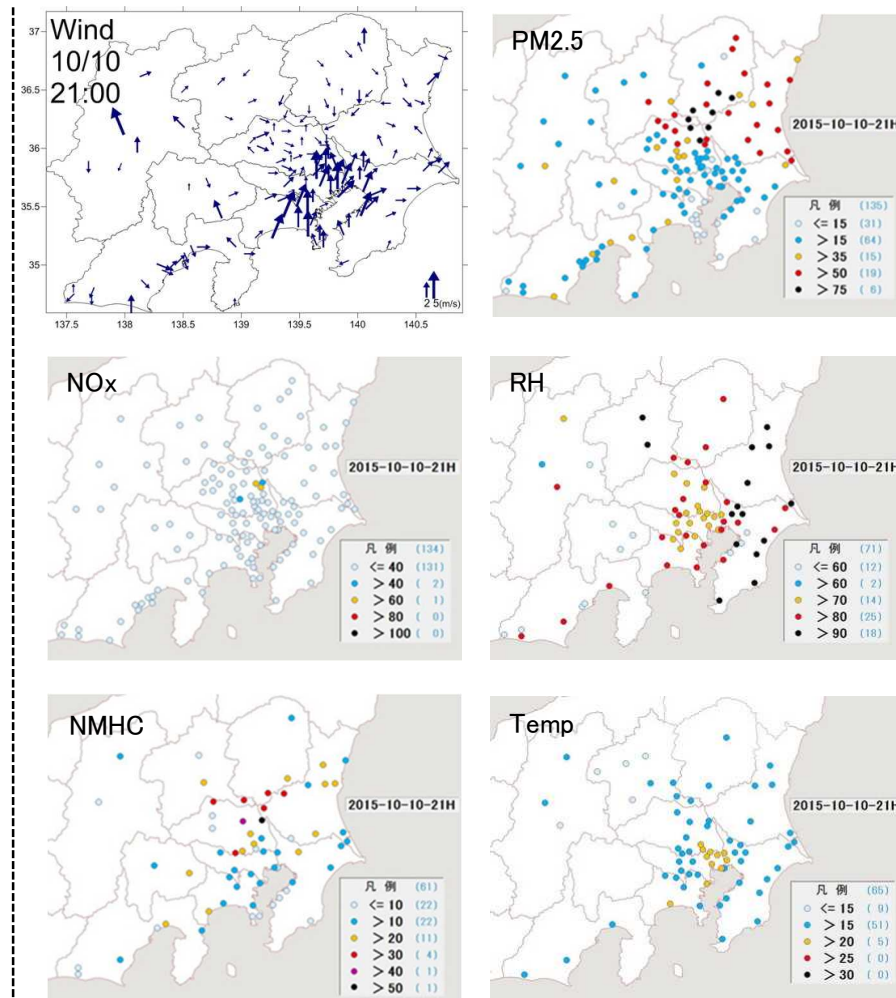 Wind
10/10
21:00
37
36.5
36
35.5
35
2 5(m/s)
137.5 138 138.5 139 139.5 140 140.5
PM2.5
2015-10-10-21H
凡 例 (135)
<= 15 (31)
> 15 (64)
> 35 (15)
> 50 (19)
> 75 ( 6)
NOx
2015-10-10-21H
凡 例 (134)
<= 40 (131)
> 40 ( 2)
> 60 ( 1)
> 80 ( 0)
> 100 ( 0)
RH
2015-10-10-21H
凡 例 (71)
<= 60 (12)
> 60 ( 2)
> 70 (14)
> 80 (25)
> 90 (18)
NMHC
2015-10-10-21H
凡 例 (61)
<= 10 (22)
> 10 (22)
> 20 (11)
> 30 ( 4)
> 40 ( 1)
> 50 ( 1)
Temp
2015-10-10-21H
凡 例 (65)
<= 15 ( 9)
> 15 (51)
> 20 ( 5)
> 25 ( 0)
> 30 ( 0)